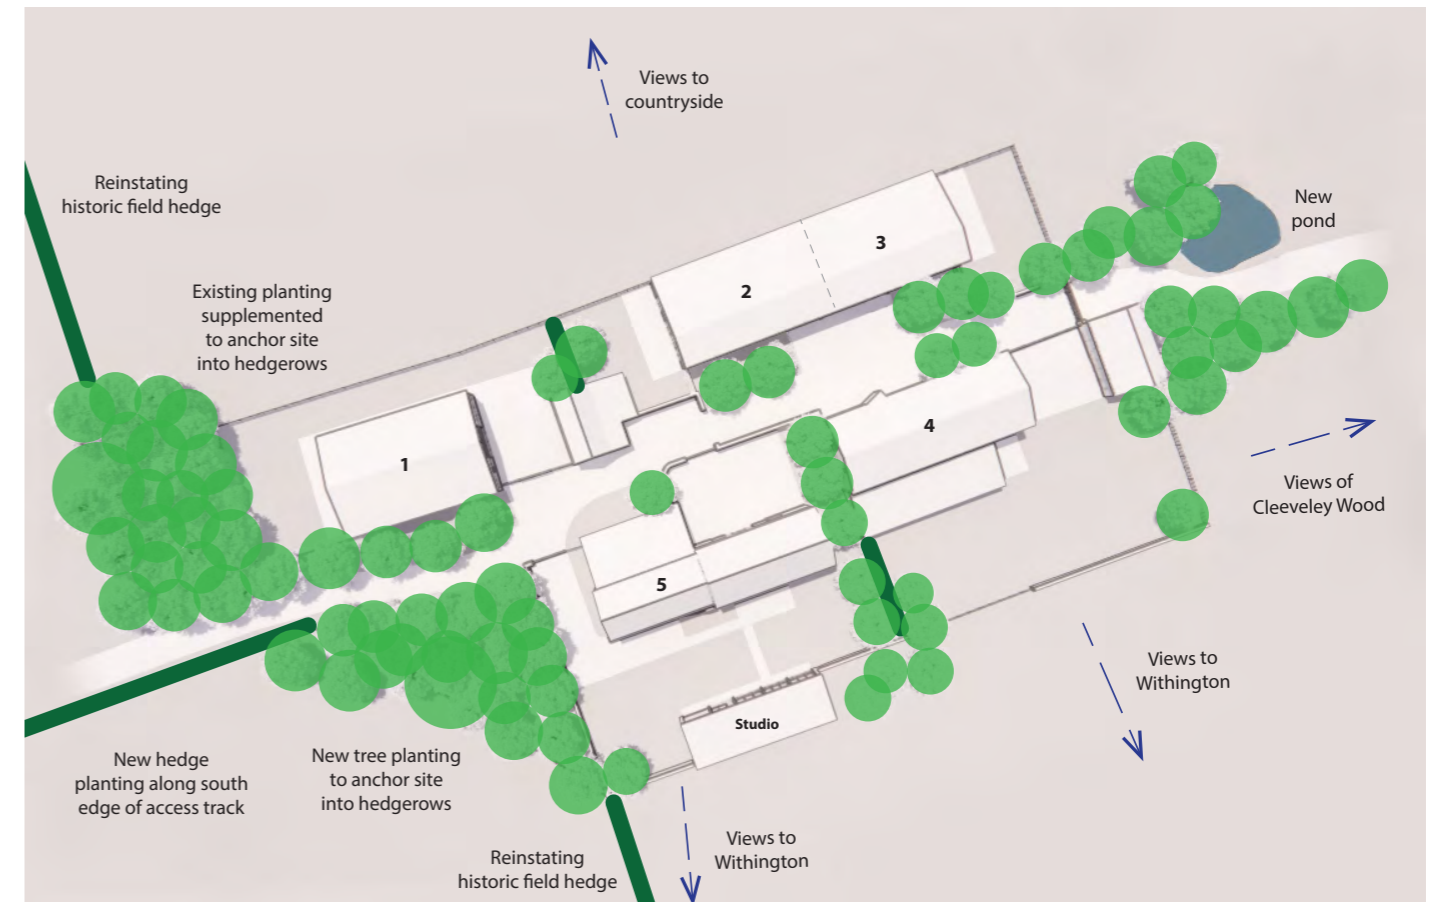 Views to
countryside
Reinstating
historic field hedge
New
pond
3
2
Existing planting
supplemented
to anchor site
into hedgerows
4
1
Views of
Cleeveley Wood
5
Views to
Withington
Studio
New hedge
planting along south
edge of access track
New tree planting
to anchor site
into hedgerows
Views to
Withington
Reinstating
historic field hedge